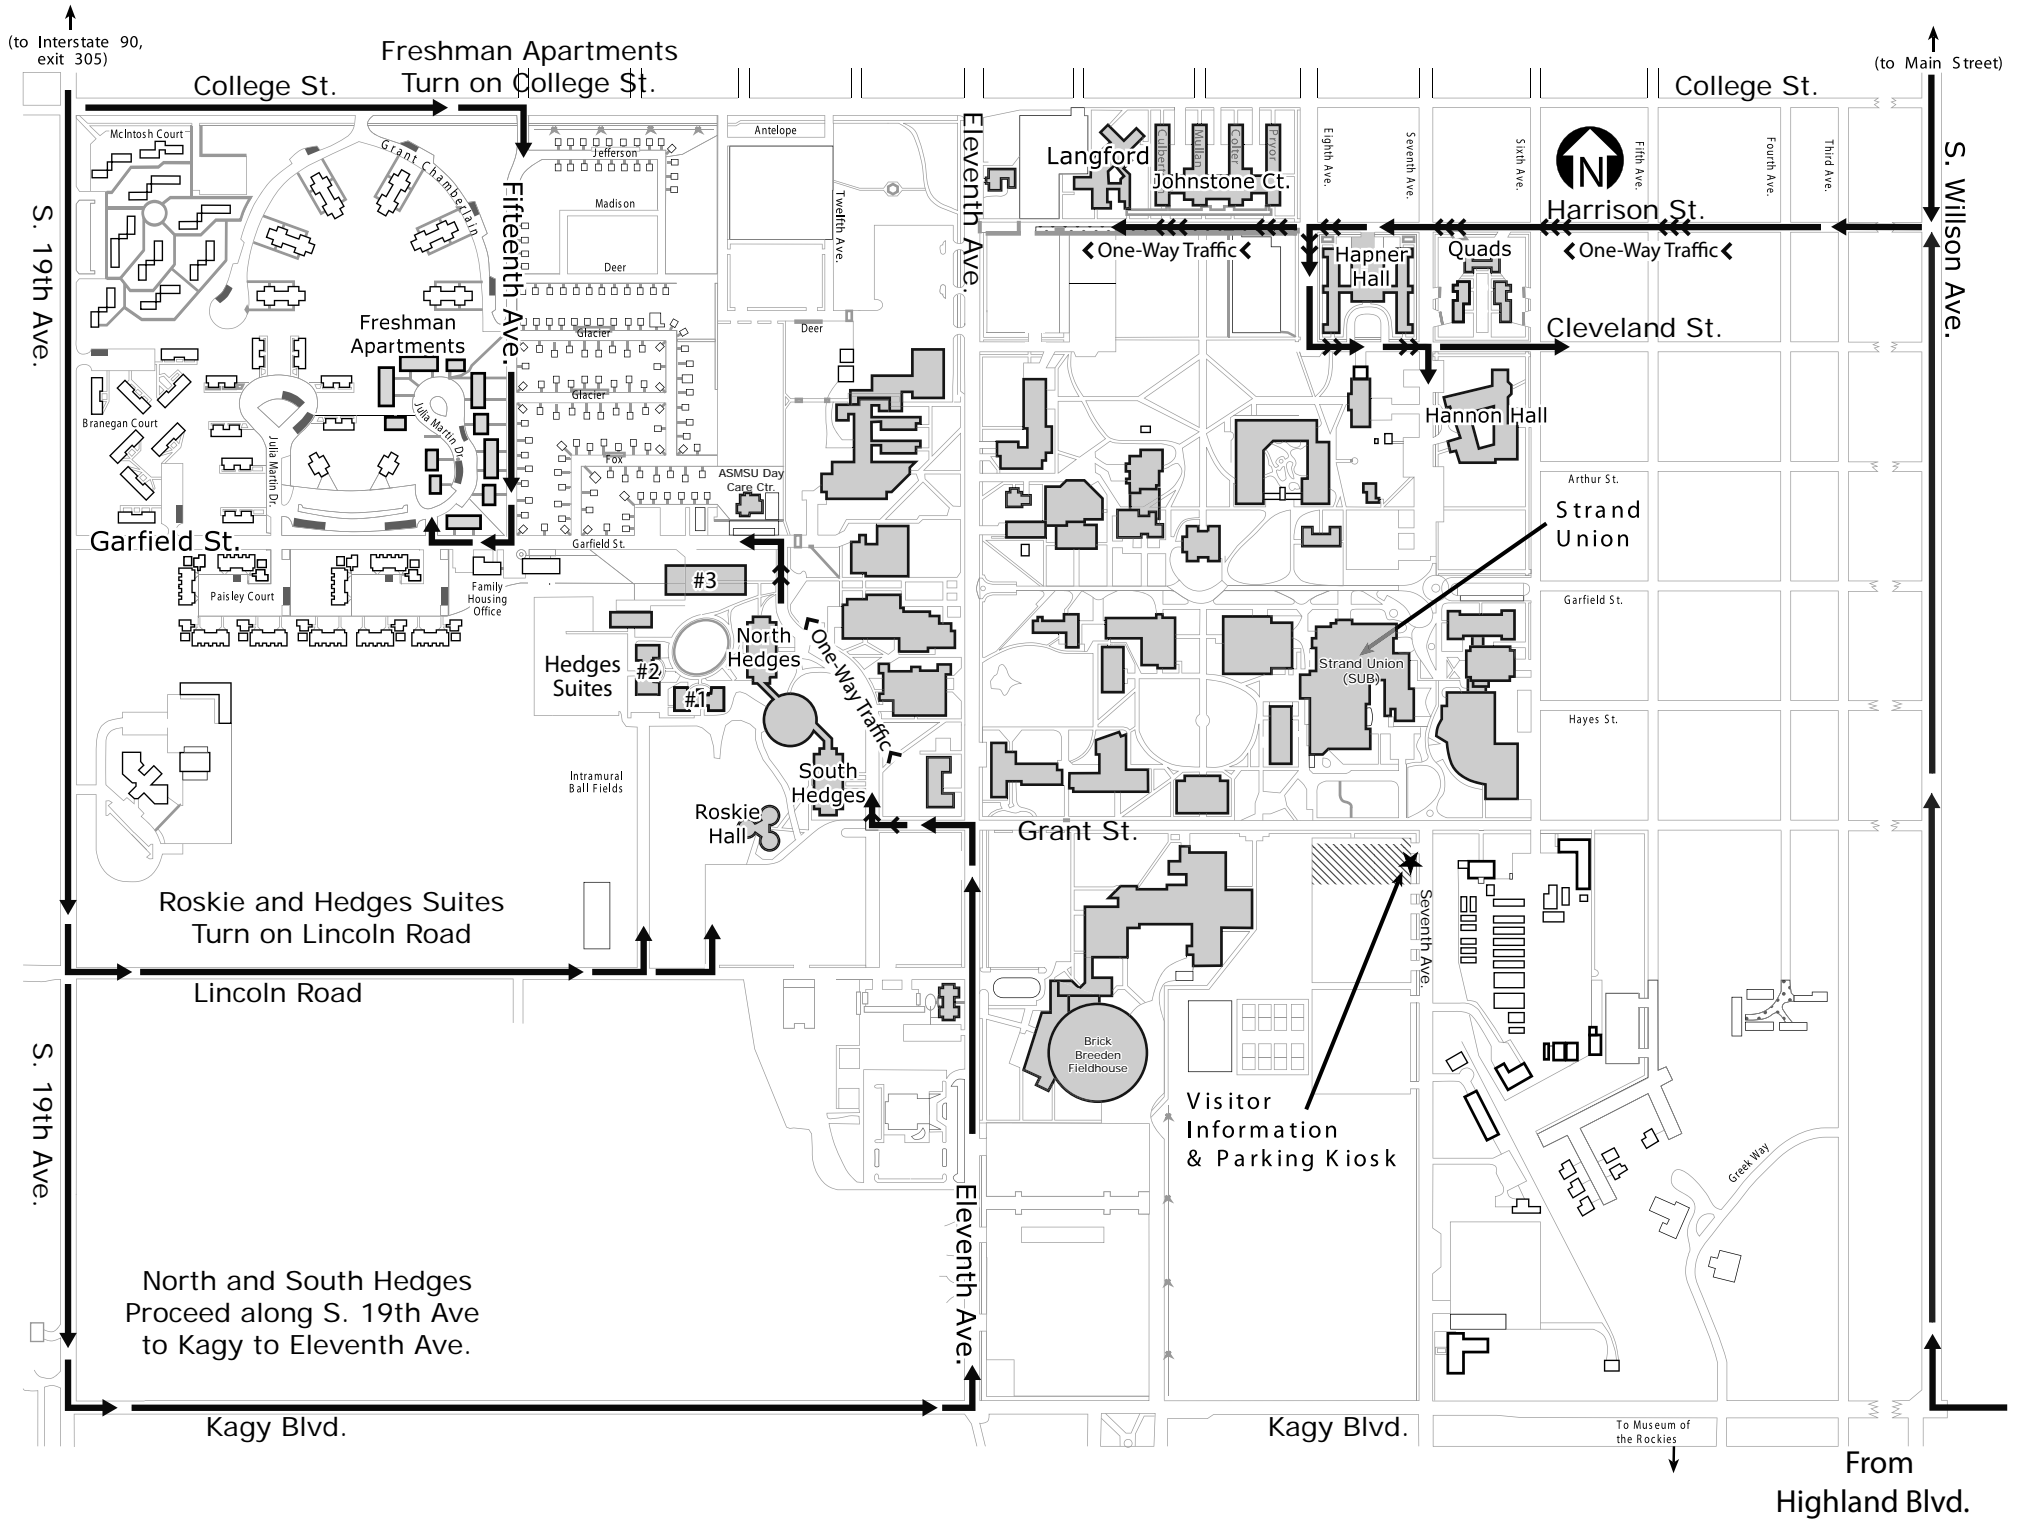 (to Interstate 90,
exit 305)
Freshman Apartments
Turn on College St.
(to Main Street)
College St.
College St.
McIntosh Court
Grant Chamberlain
Antelope
Jefferson
Madison
Deer
Glacier
Glacier
Fox
Twelfth Ave.
Deer
Eleventh Ave.
Fifteenth Ave.
S. 19th Ave.
Langford
Mullan
Colter
Pryor
Johnstone Ct.
Eighth Ave.
Seventh Ave.
Sixth Ave.
Fifth Ave.
Fourth Ave.
Third Ave.
N
Harrison St.
One-Way Traffic
One-Way Traffic
Hapner
Hall
Quads
S. Willson Ave.
Cleveland St.
Freshman
Apartments
Branegan Court
Julia Martin Dr.
Julia Martin Dr.
ASMSU Day
Care Ctr.
Hannon Hall
Arthur St.
Strand
Union
Garfield St.
Garfield St.
Garfield St.
Paisley Court
Family
Housing
Office
#3
North
Hedges
One-Way Traffic
Hedges
Suites
#2
#1
Strand Union
(SUB)
Hayes St.
Intramural
Ball Fields
South
Hedges
Roskie
Hall
Grant St.
Seventh Ave.
Roskie and Hedges Suites
Turn on Lincoln Road
Lincoln Road
S. 19th Ave.
Brick
Breeden
Fieldhouse
Visitor
Information
& Parking Kiosk
Greek Way
Eleventh Ave.
North and South Hedges
Proceed along S. 19th Ave
to Kagy to Eleventh Ave.
Kagy Blvd.
Kagy Blvd.
To Museum of
the Rockies
From
Highland Blvd.